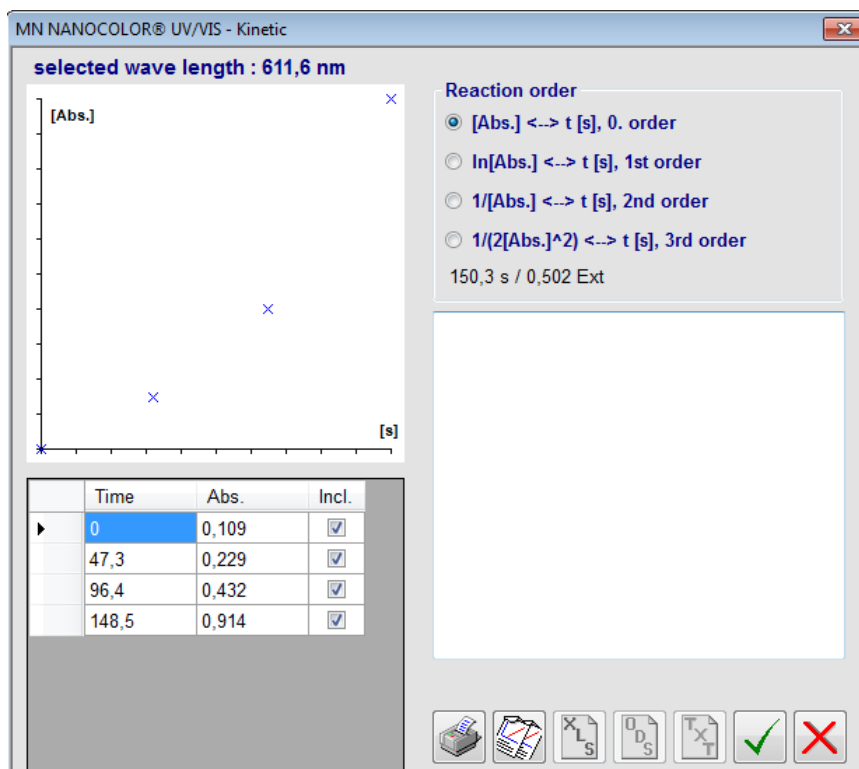 MN NANOCOLOR® UV/VIS - Kinetic
selected wave length : 611,6 nm
[Abs.]
[s]
Reaction order
[Abs.] <--> t [s], 0. order
ln[Abs.] <--> t [s], 1st order
1/[Abs.] <--> t [s], 2nd order
1/(2[Abs.]^2) <--> t [s], 3rd order
150,3 s / 0,502 Ext
Time Abs. Incl.
0 0,109
47,3 0,229
96,4 0,432
148,5 0,914
XLS ODS TXT